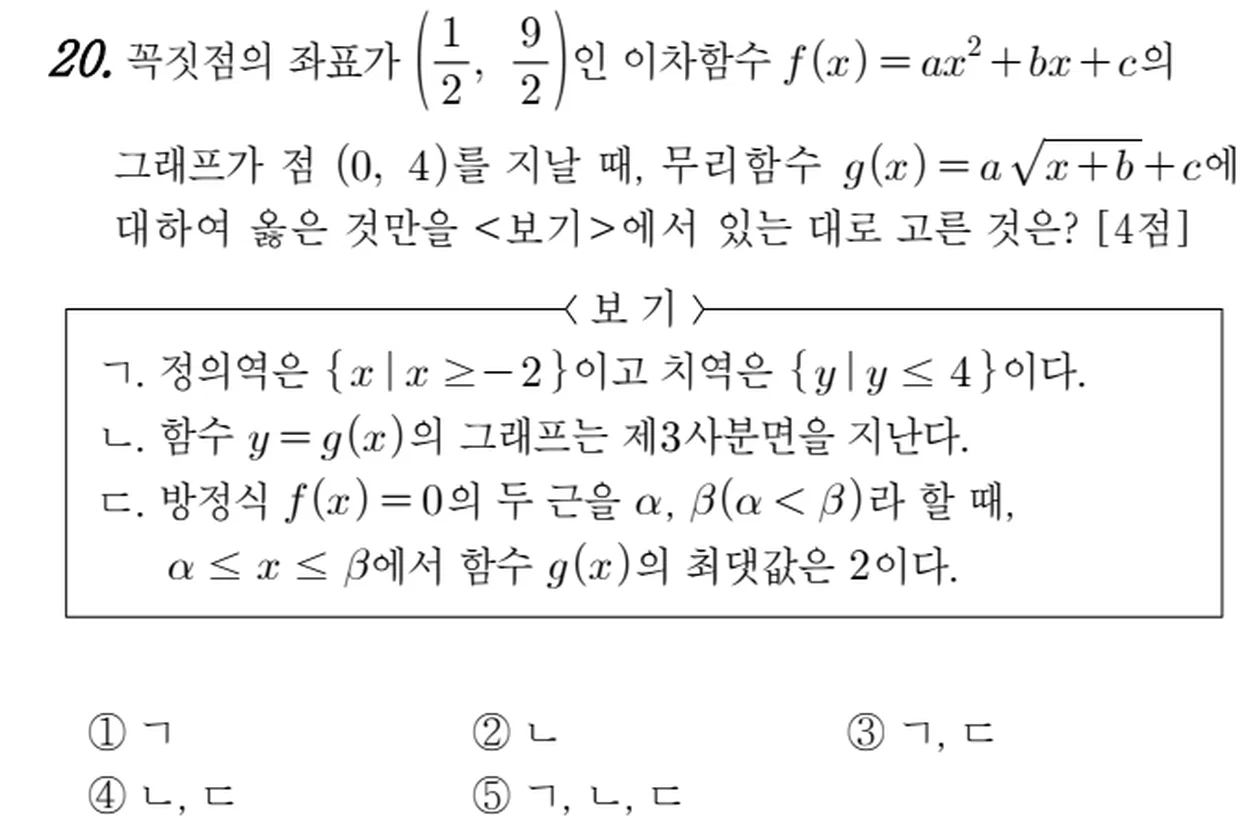 20. 꼭짓점의 좌표가 (1/2, 9/2)인 이차함수 f(x)=ax²+bx+c의
그래프가 점 (0, 4)를 지날 때, 무리함수 g(x)=a√(x+b)+c에
대하여 옳은 것만을 <보기>에서 있는 대로 고른 것은? [4점]
〈보기〉
ㄱ. 정의역은 {x|x≥-2}이고 치역은 {y|y≤4}이다.
ㄴ. 함수 y=g(x)의 그래프는 제3사분면을 지난다.
ㄷ. 방정식 f(x)=0의 두 근을 α, β(α<β)라 할 때,
α≤x≤β에서 함수 g(x)의 최댓값은 2이다.
① ㄱ ② ㄴ ③ ㄱ, ㄷ
④ ㄴ, ㄷ ⑤ ㄱ, ㄴ, ㄷ